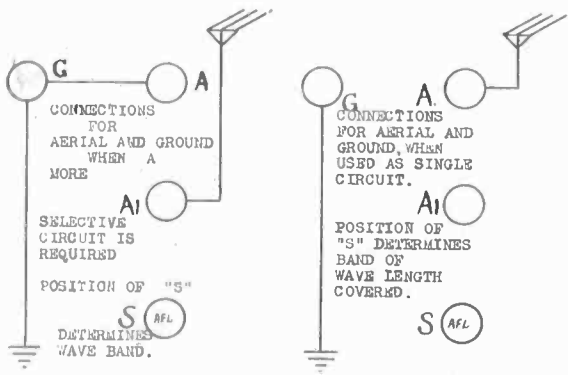 G
A
CONNECTIONS
FOR
AERIAL AND GROUND
WHEN A
MORE
A1
SELECTIVE
CIRCUIT IS
REQUIRED
POSITION OF "S"
S
AFL
DETERMINES
WAVE BAND.
A.
G
CONNECTIONS
FOR AERIAL AND
GROUND, WHEN
USED AS SINGLE
CIRCUIT.
A1
POSITION OF
"S" DETERMINES
BAND OF
WAVE LENGTH
COVERED.
S
AFL